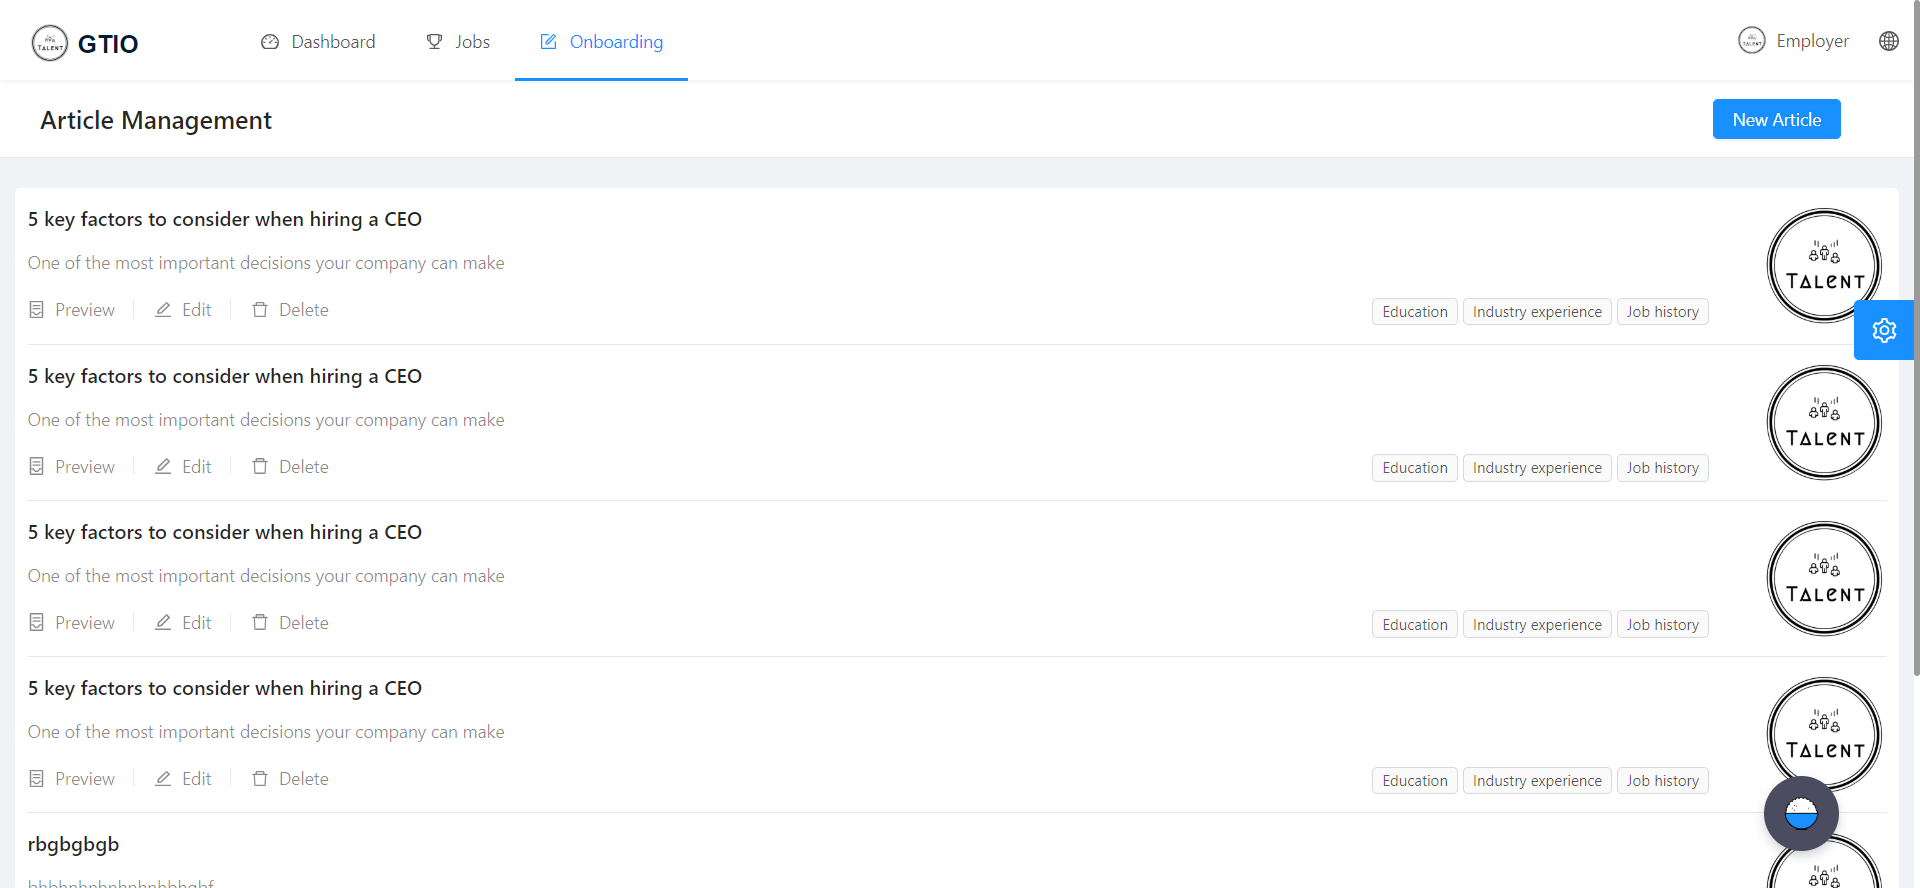 TALENT GTIO Dashboard Jobs Onboarding TALENT Employer
Article Management New Article
5 key factors to consider when hiring a CEO
One of the most important decisions your company can make
Preview Edit Delete Education Industry experience Job history
TALENT
5 key factors to consider when hiring a CEO
One of the most important decisions your company can make
Preview Edit Delete Education Industry experience Job history
TALENT
5 key factors to consider when hiring a CEO
One of the most important decisions your company can make
Preview Edit Delete Education Industry experience Job history
TALENT
5 key factors to consider when hiring a CEO
One of the most important decisions your company can make
Preview Edit Delete Education Industry experience Job history
TALENT
rbgbgbgb